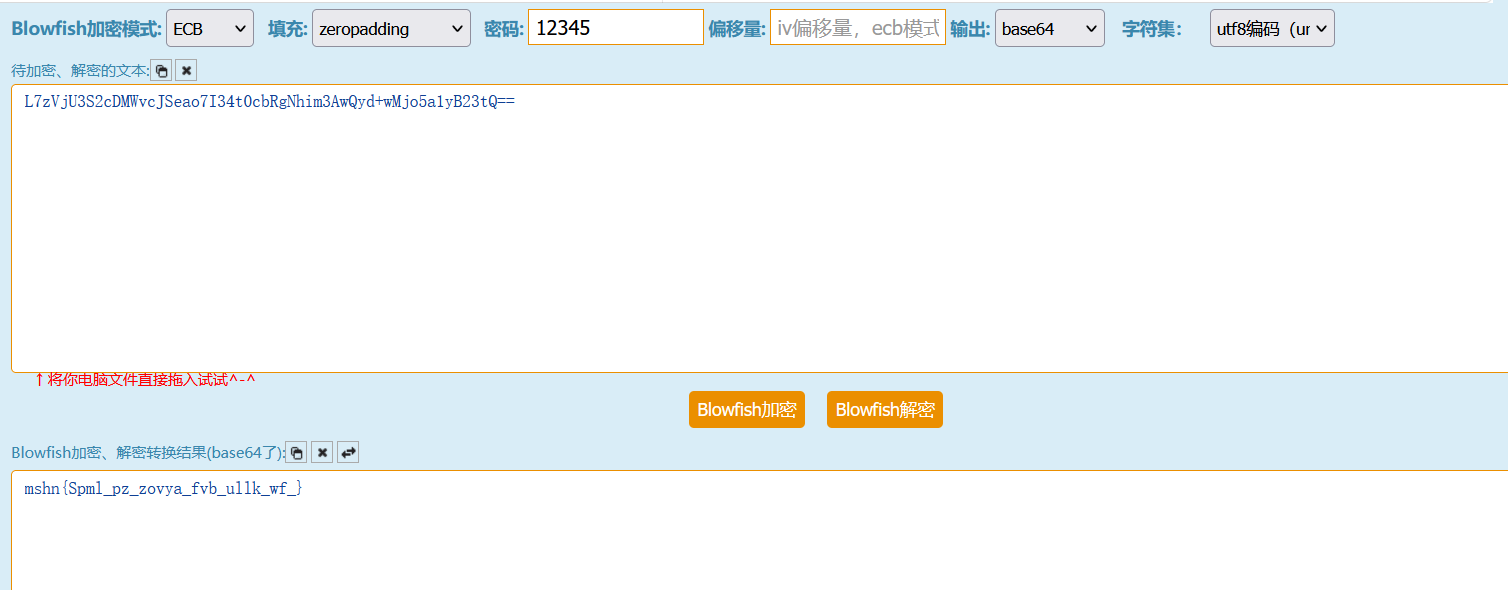 Blowfish加密模式: ECB 填充: zeropadding 密码: 12345 偏移量: iv偏移量，ecb模式 输出: base64 字符集: utf8编码（ur
待加密、解密的文本:
L7zVjU3S2cDMWvcJSeao7I34t0cbRgNhim3AwQyd+wMjo5a1yB23tQ==
↑将你电脑文件直接拖入试试^-^
Blowfish加密 Blowfish解密
Blowfish加密、解密转换结果(base64了):
mshn{Spml_pz_zovya_fvb_ullk_wf_}